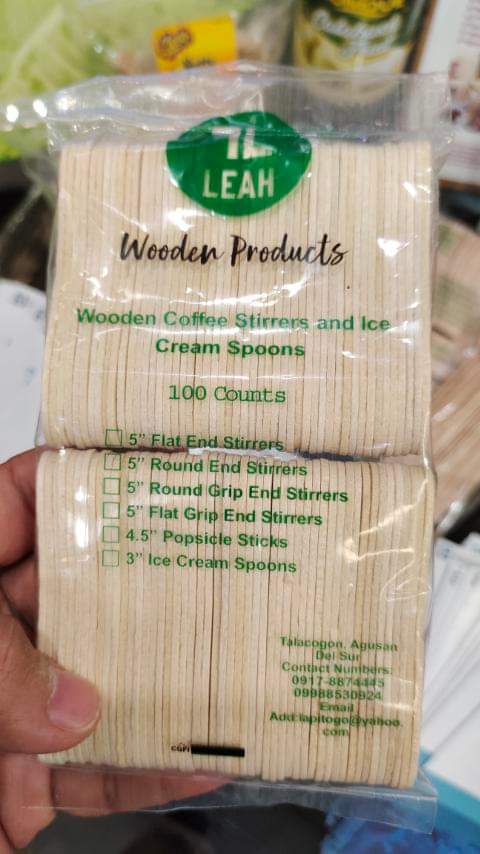 TL
LEAH
Wooden Products
Wooden Coffee Stirrers and Ice
Cream Spoons
100 Counts
5" Flat End Stirrers
5" Round End Stirrers
5" Round Grip End Stirrers
5" Flat Grip End Stirrers
4.5" Popsicle Sticks
3" Ice Cream Spoons
Talacogon, Agusan
Del Sur
Contact Numbers:
0917-8874445
09988530924
Email
Add:lapitogo@yahoo.
com